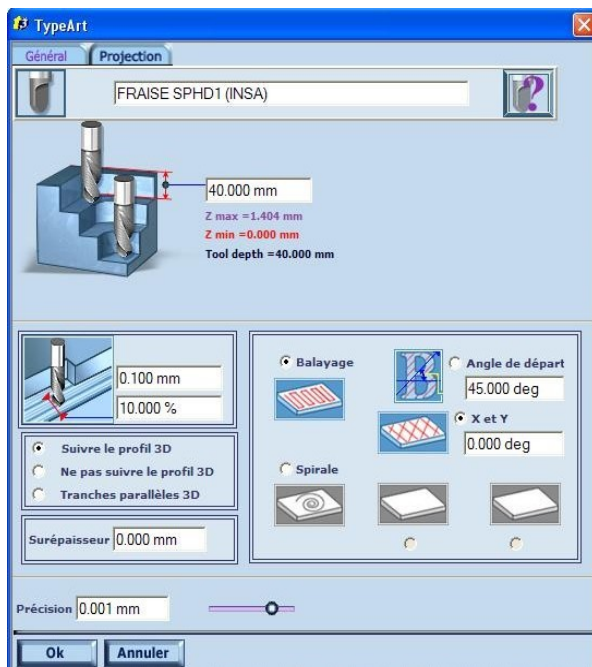 TypeArt
Général Projection
FRAISE SPHD1 (INSA)
40.000 mm
Z max =1.404 mm
Z min =0.000 mm
Tool depth =40.000 mm
0.100 mm
10.000 %
Suivre le profil 3D
Ne pas suivre le profil 3D
Tranches parallèles 3D
Surépaisseur 0.000 mm
Balayage
Angle de départ
45.000 deg
X et Y
0.000 deg
Spirale
Précision 0.001 mm
Ok Annuler